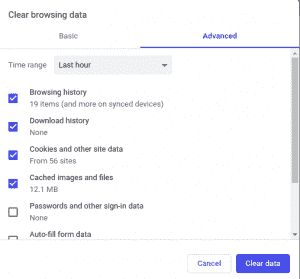 Clear browsing data
Basic
Advanced
Time range
Last hour
Browsing history
19 items (and more on synced devices)
Download history
None
Cookies and other site data
From 56 sites
Cached images and files
12.1 MB
Passwords and other sign-in data
None
Auto-fill form data
Cancel
Clear data